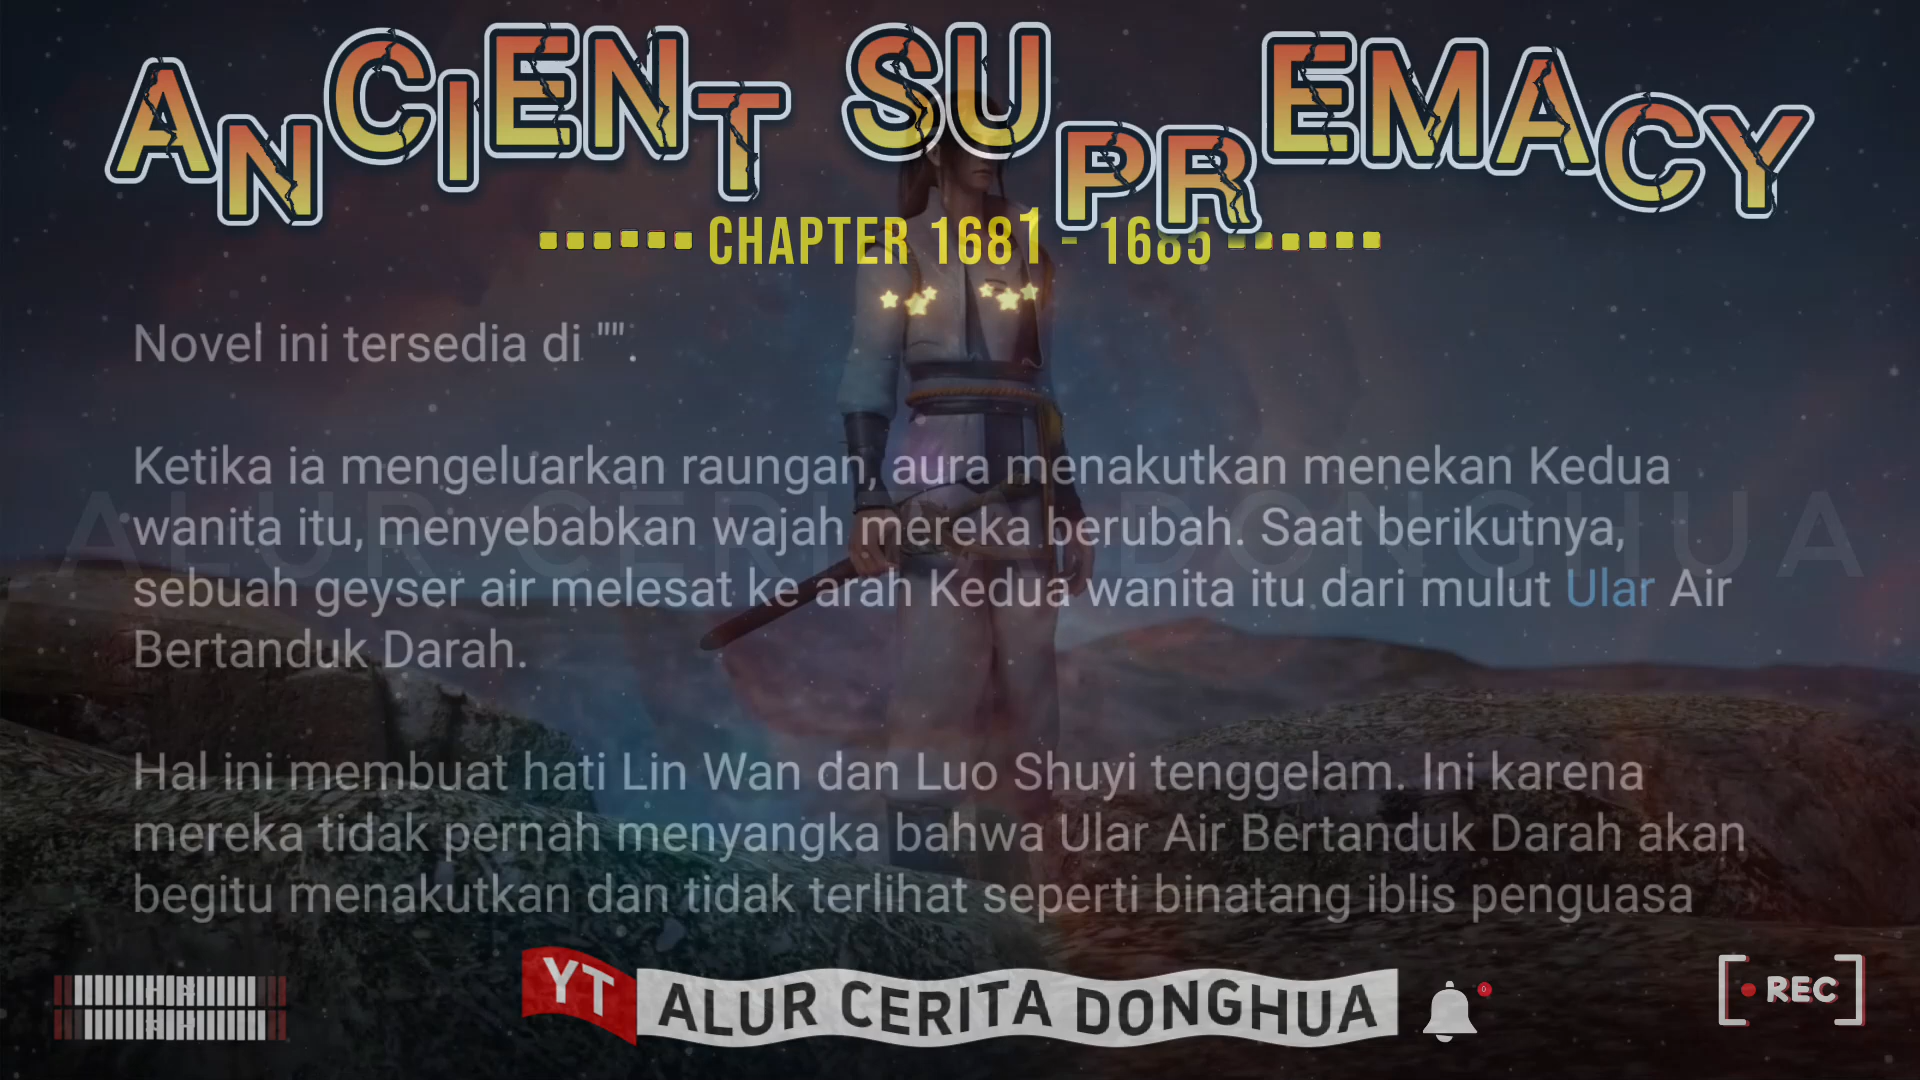 ANCIENT SUPREMACY
CHAPTER 1681 - 1685
Novel ini tersedia di "".
Ketika ia mengeluarkan raungan, aura menakutkan menekan Kedua
wanita itu, menyebabkan wajah mereka berubah. Saat berikutnya,
sebuah geyser air melesat ke arah Kedua wanita itu dari mulut Ular Air
Bertanduk Darah.
Hal ini membuat hati Lin Wan dan Luo Shuyi tenggelam. Ini karena
mereka tidak pernah menyangka bahwa Ular Air Bertanduk Darah akan
begitu menakutkan dan tidak terlihat seperti binatang iblis penguasa
ALUR CERITA DONGHUA
YT ALUR CERITA DONGHUA
REC